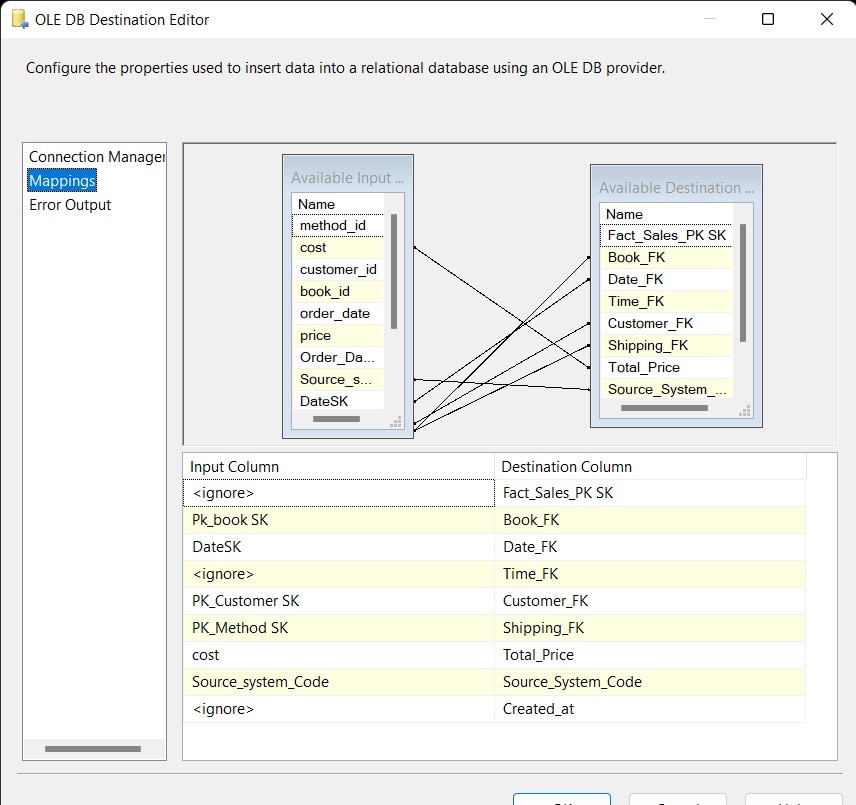 OLE DB Destination Editor
Configure the properties used to insert data into a relational database using an OLE DB provider.
Connection Manager
Mappings
Error Output
Available Input ...
Name
method_id
cost
customer_id
book_id
order_date
price
Order_Da...
Source_s...
DateSK
Available Destination ...
Name
Fact_Sales_PK SK
Book_FK
Date_FK
Time_FK
Customer_FK
Shipping_FK
Total_Price
Source_System_...
Input Column Destination Column
<ignore> Fact_Sales_PK SK
Pk_book SK Book_FK
DateSK Date_FK
<ignore> Time_FK
PK_Customer SK Customer_FK
PK_Method SK Shipping_FK
cost Total_Price
Source_system_Code Source_System_Code
<ignore> Created_at